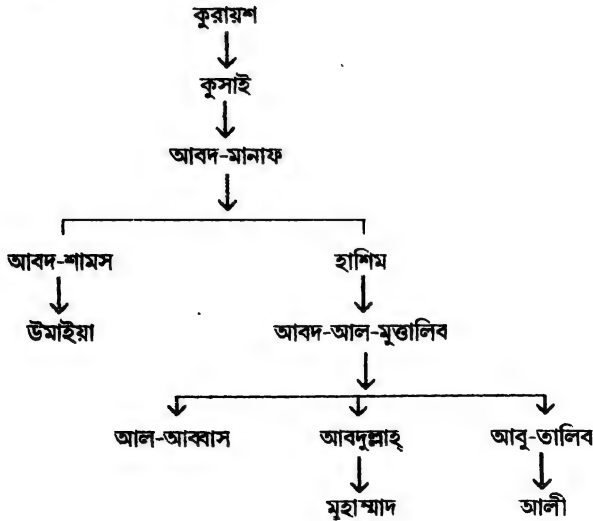 কুরায়শ
কুসাই
আবদ-মানাফ
আবদ-শামস হাশিম
উমাইয়া আবদ-আল-মুত্তালিব
আল-আব্বাস আবদুল্লাহ্ আবু-তালিব
মুহাম্মাদ আলী